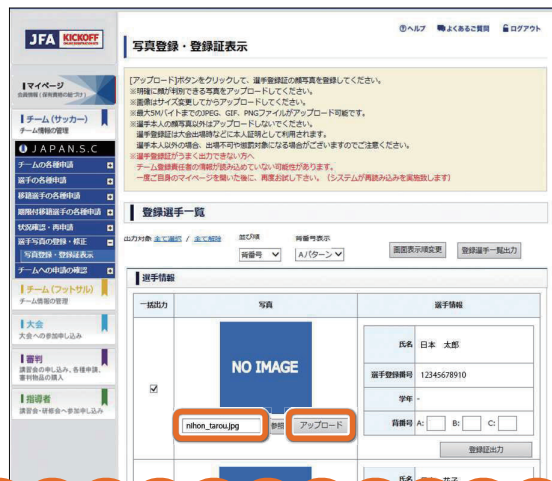 JFA KICKOFF
写真登録・登録証表示
ヘルプ
よくあるご質問
ログアウト
マイページ
チーム（サッカー）
チーム情報の管理
JAPAN.S.C
チームの各種申請
選手の各種申請
移籍選手の各種申請
期限付移籍選手の各種申請
状況確認・再申請
選手写真の登録・修正
写真登録・登録証表示
チームへの申請の確認
チーム（フットサル）
チーム情報の管理
大会
大会への参加申し込み
審判
講習会の申し込み、各種申請、
審判物品の購入
指導者
講習会・研修会へ参加申し込み
[アップロード]ボタンをクリックして、選手登録証の顔写真を登録してください。
※明確に顔が判別できる写真をアップロードしてください。
※画像はサイズ変更してからアップロードしてください。
※最大5MバイトまでのJPEG、GIF、PNGファイルがアップロード可能です。
※選手本人の顔写真以外はアップロードしないでください。
選手登録証は大会出場時などに本人証明として利用されます。
選手本人以外の場合、出場不可や懲罰対象になる場合がございますのでご注意ください。
※選手登録証がうまく出力できない方へ
チーム登録責任者の情報が読み込めていない可能性があります。
一度ご自身のマイページを開いた後に、再度お試し下さい。（システムが再読み込みを実施致します）
登録選手一覧
出力対象 全て選択 / 全て解除
並び順
背番号
背番号表示
Aパターン
画面表示順変更
登録選手一覧出力
選手情報
一括出力
写真
選手情報
NO IMAGE
nihon_tarou.jpg
参照
アップロード
氏名 日本 太郎
選手登録番号 12345678910
学年 -
背番号 A: B: C:
登録証出力
氏名